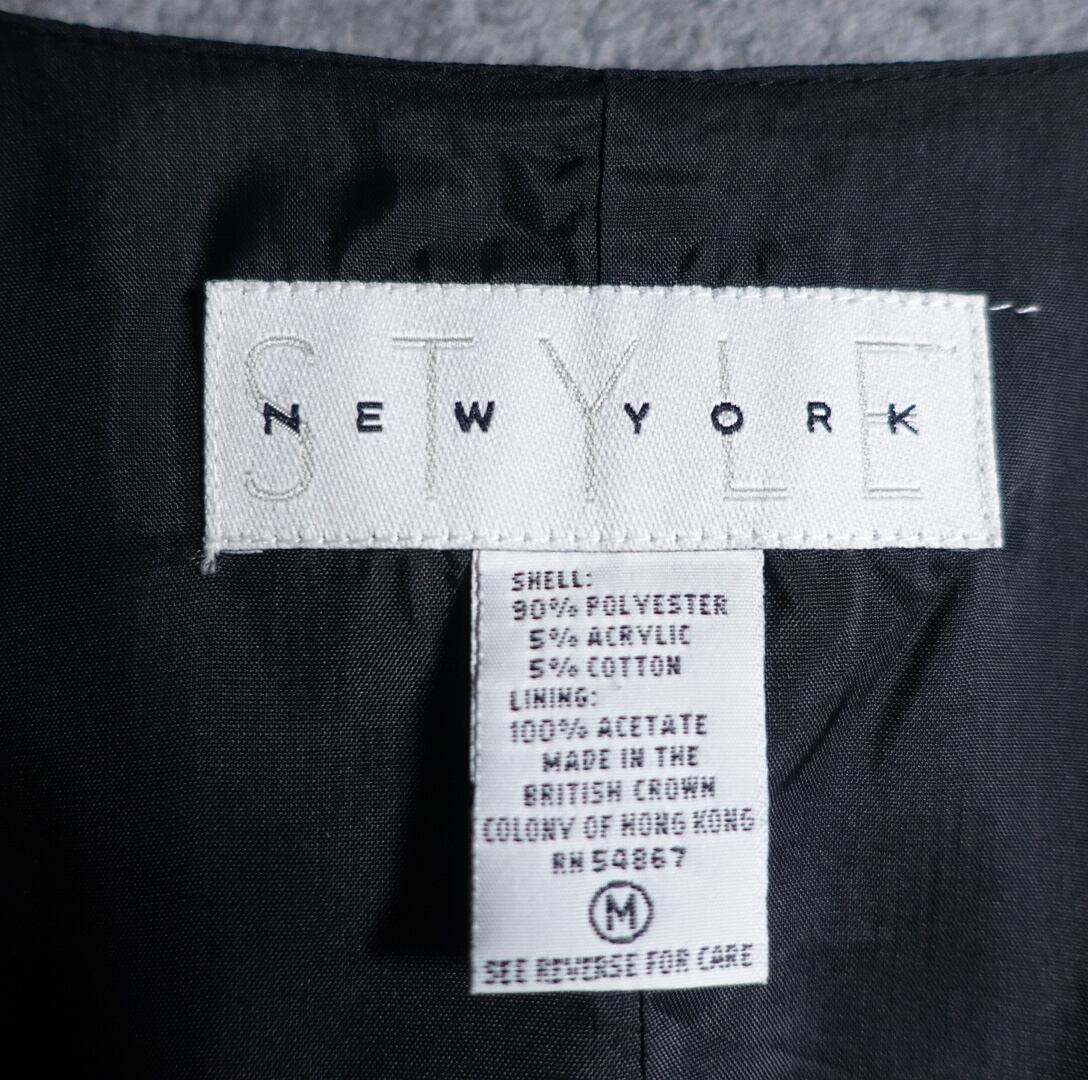 STYLE™
NEW YORK
SHELL:
90% POLYESTER
5% ACRYLIC
5% COTTON
LINING:
100% ACETATE
MADE IN THE
BRITISH CROWN
COLONY OF HONG KONG
RN 54867
M
SEE REVERSE FOR CARE